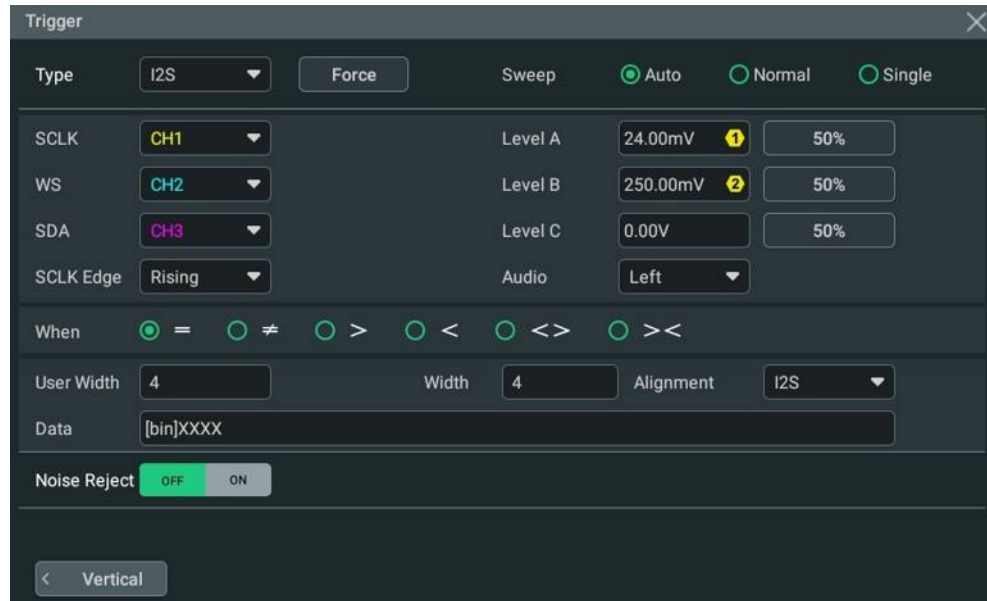 Trigger
Type I2S Force Sweep Auto Normal Single
SCLK CH1 Level A 24.00mV 1 50%
WS CH2 Level B 250.00mV 2 50%
SDA CH3 Level C 0.00V 50%
SCLK Edge Rising Audio Left
When = ≠ > < <> ><
User Width 4 Width 4 Alignment I2S
Data [bin]XXXX
Noise Reject OFF ON
< Vertical